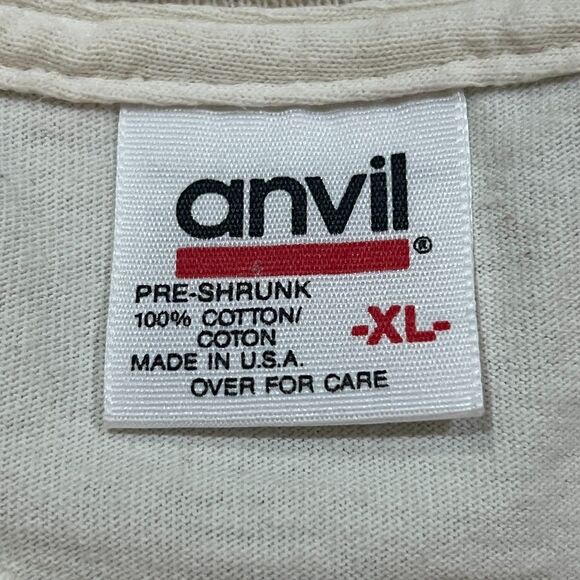 anvil®
PRE-SHRUNK
100% COTTON/
COTON
-XL-
MADE IN U.S.A.
OVER FOR CARE